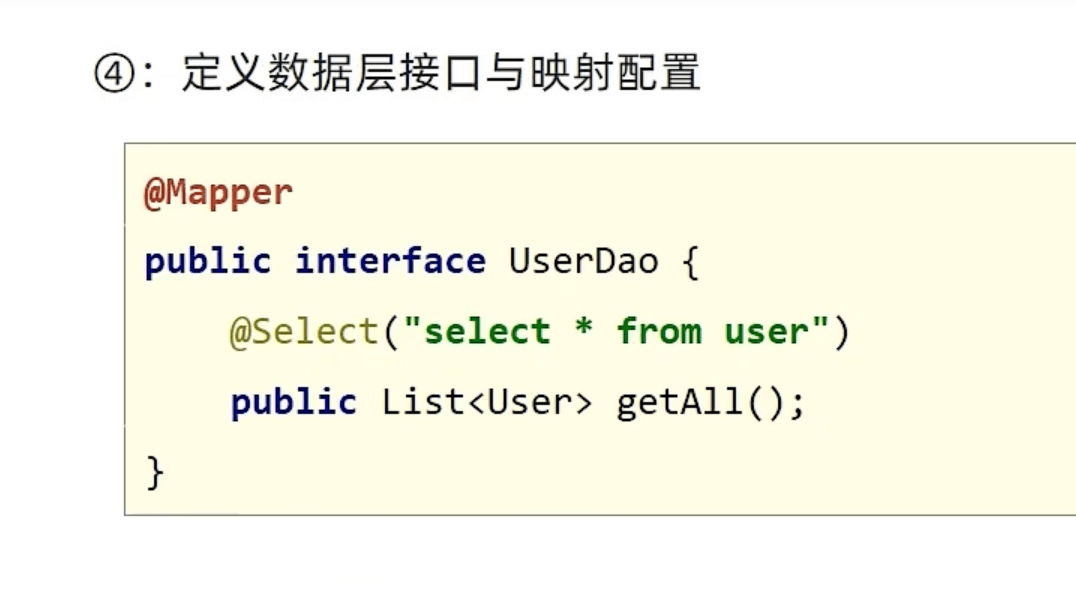 ④：定义数据层接口与映射配置
@Mapper
public interface UserDao {
    @Select("select * from user")
    public List<User> getAll();
}